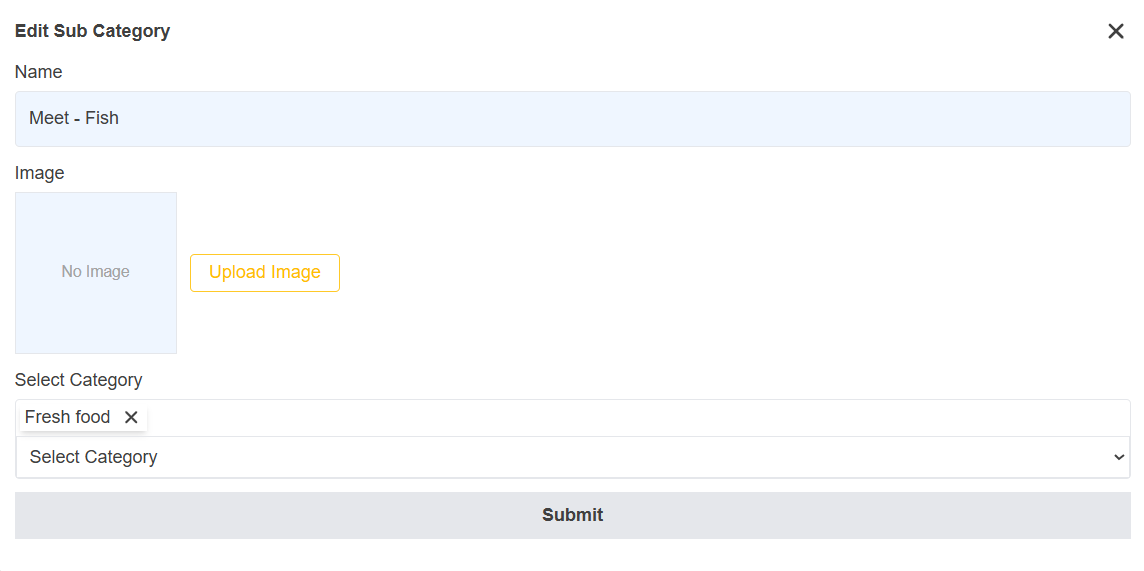 Edit Sub Category
Name
Meet - Fish
Image
No Image
Upload Image
Select Category
Fresh food
Select Category
Submit